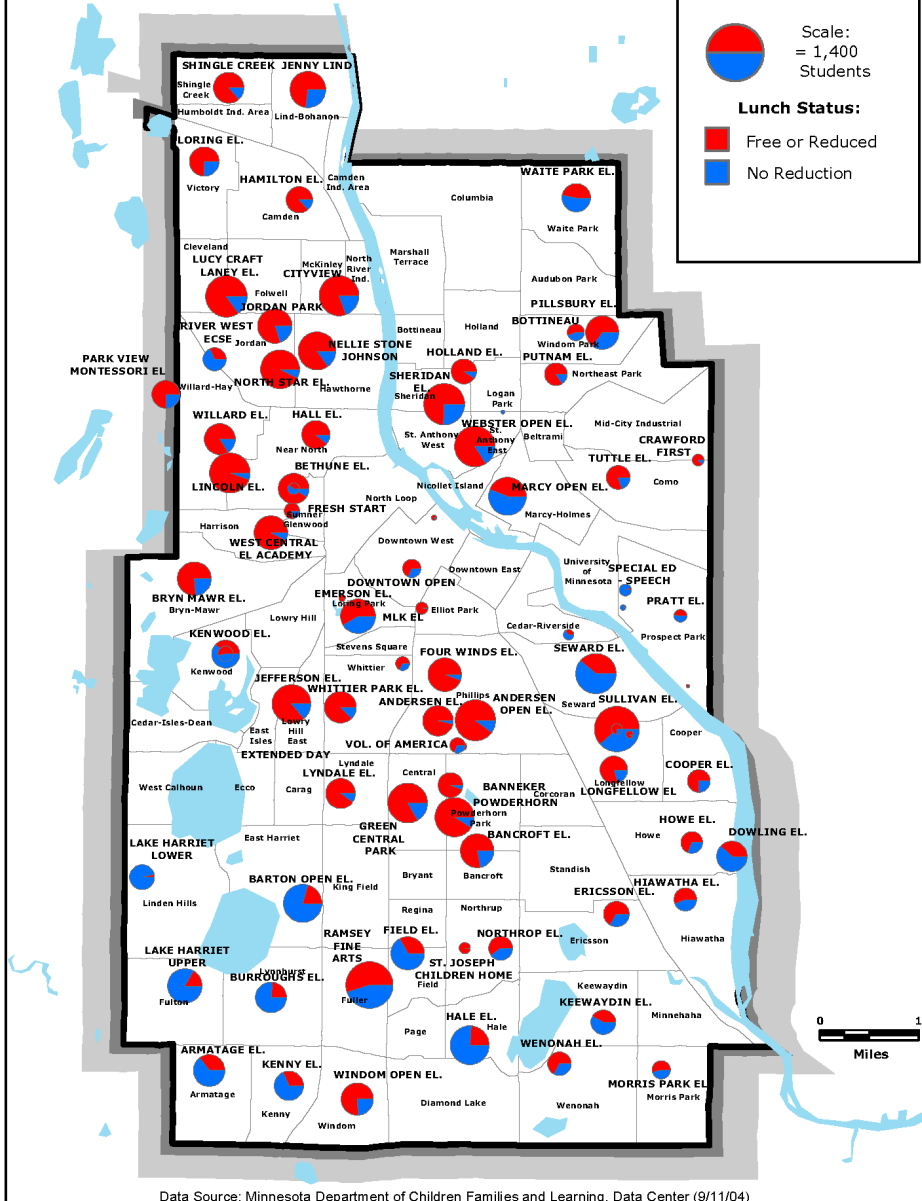 Scale:
= 1,400
Students
Lunch Status:
Free or Reduced
No Reduction
SHINGLE CREEK
JENNY LIND
Shingle
Creek
Humboldt Ind. Area
Lind-Bohanon
LORING EL.
Victory
HAMILTON EL.
Camden
Ind. Area
Camden
WAITE PARK EL.
Columbia
Waite Park
Cleveland
LUCY CRAFT
LANEY EL.
McKinley
North
River
Ind.
CITYVIEW
Folwell
Marshall
Terrace
Audubon Park
JORDAN PARK
PILLSBURY EL.
RIVER WEST
ECSE
Jordan
NELLIE STONE
JOHNSON
Bottineau
Holland
BOTTINEAU
Windom Park
PUTNAM EL.
HOLLAND EL.
PARK VIEW
MONTESSORI EL
Willard-Hay
NORTH STAR EL.
Hawthorne
SHERIDAN
EL.
Sheridan
Northeast Park
Logan
Park
WILLARD EL.
HALL EL.
Near North
WEBSTER OPEN EL.
St. Anthony
West
St.
Anthony
East
Beltrami
Mid-City Industrial
CRAWFORD
FIRST
TUTTLE EL.
Como
BETHUNE EL.
LINCOLN EL.
Nicollet Island
MARCY OPEN EL.
Marcy-Holmes
North Loop
FRESH START
Sumner
Glenwood
Harrison
WEST CENTRAL
EL ACADEMY
Downtown West
Downtown East
University
of
Minnesota
SPECIAL ED
- SPEECH
DOWNTOWN OPEN
BRYN MAWR EL.
Bryn-Mawr
EMERSON EL.
Loring Park
MLK EL
Elliot Park
Lowry Hill
PRATT EL.
Prospect Park
Cedar-Riverside
KENWOOD EL.
Kenwood
Stevens Square
Whittier
FOUR WINDS EL.
SEWARD EL.
JEFFERSON EL.
WHITTIER PARK EL.
Phillips
ANDERSEN EL.
ANDERSEN
OPEN EL.
Seward
SULLIVAN EL.
Cedar-Isles-Dean
East
Isles
Lowry
Hill
East
VOL. OF AMERICA
Cooper
EXTENDED DAY
Lyndale
LYNDALE EL.
Central
COOPER EL.
West Calhoun
Ecco
Carag
BANNEKER
Corcoran
Longfellow
LONGFELLOW EL
POWDERHORN
Powderhorn
Park
GREEN
CENTRAL
PARK
HOWE EL.
Howe
DOWLING EL.
East Harriet
BANCROFT EL.
Bancroft
LAKE HARRIET
LOWER
Linden Hills
BARTON OPEN EL.
King Field
Bryant
Standish
HIAWATHA EL.
ERICSSON EL.
Regina
Northrup
Hiawatha
RAMSEY
FINE
ARTS
FIELD EL.
NORTHROP EL.
Ericsson
LAKE HARRIET
UPPER
Fulton
Lynnhurst
BURROUGHS EL.
Fuller
ST. JOSEPH
CHILDREN HOME
Field
Keewaydin
KEEWAYDIN EL.
Minnehaha
HALE EL.
Hale
Page
0
1
Miles
ARMATAGE EL.
Armatage
KENNY EL.
Kenny
WINDOM OPEN EL.
Windom
Diamond Lake
WENONAH EL.
Wenonah
MORRIS PARK EL
Morris Park
Data Source: Minnesota Department of Children Families and Learning, Data Center (9/11/04)